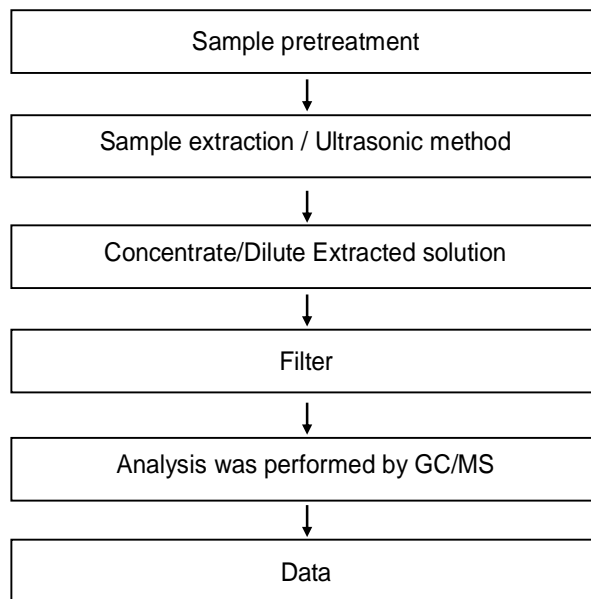 Sample pretreatment
Sample extraction / Ultrasonic method
Concentrate/Dilute Extracted solution
Filter
Analysis was performed by GC/MS
Data